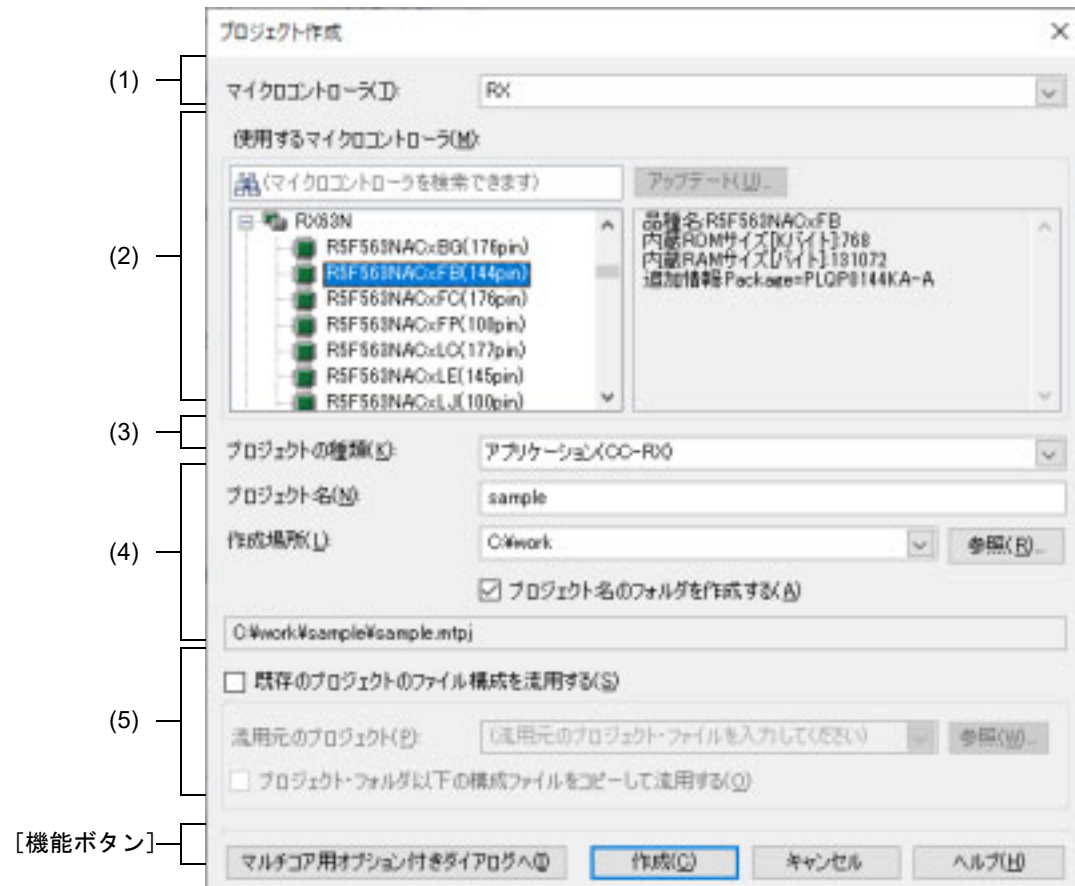 プロジェクト作成
(1)
マイクロコントローラ(T): RX
(2)
使用するマイクロコントローラ(M):
(マイクロコントローラを検索できます) アップデート(U)...
RX63N
R5F563NACxBG(176pin)
R5F563NACxFB(144pin)
R5F563NACxFC(176pin)
R5F563NACxFP(100pin)
R5F563NACxLC(177pin)
R5F563NACxLE(145pin)
R5F563NACxLJ(100pin)
品種名:R5F563NACxFB
内蔵ROMサイズ[Kバイト]:768
内蔵RAMサイズ[バイト]:131072
追加情報:Package=PLQP0144KA-A
(3)
プロジェクトの種類(K): アプリケーション(CC-RX)
(4)
プロジェクト名(N): sample
作成場所(L): C:¥work 参照(R)...
プロジェクト名のフォルダを作成する(A)
C:¥work¥sample¥sample.mtpj
(5)
既存のプロジェクトのファイル構成を流用する(S)
流用元のプロジェクト(P): (流用元のプロジェクト・ファイルを入力してください) 参照(W)...
プロジェクト・フォルダ以下の構成ファイルをコピーして流用する(O)
[機能ボタン]
マルチコア用オプション付きダイアログへ(I) 作成(C) キャンセル ヘルプ(H)